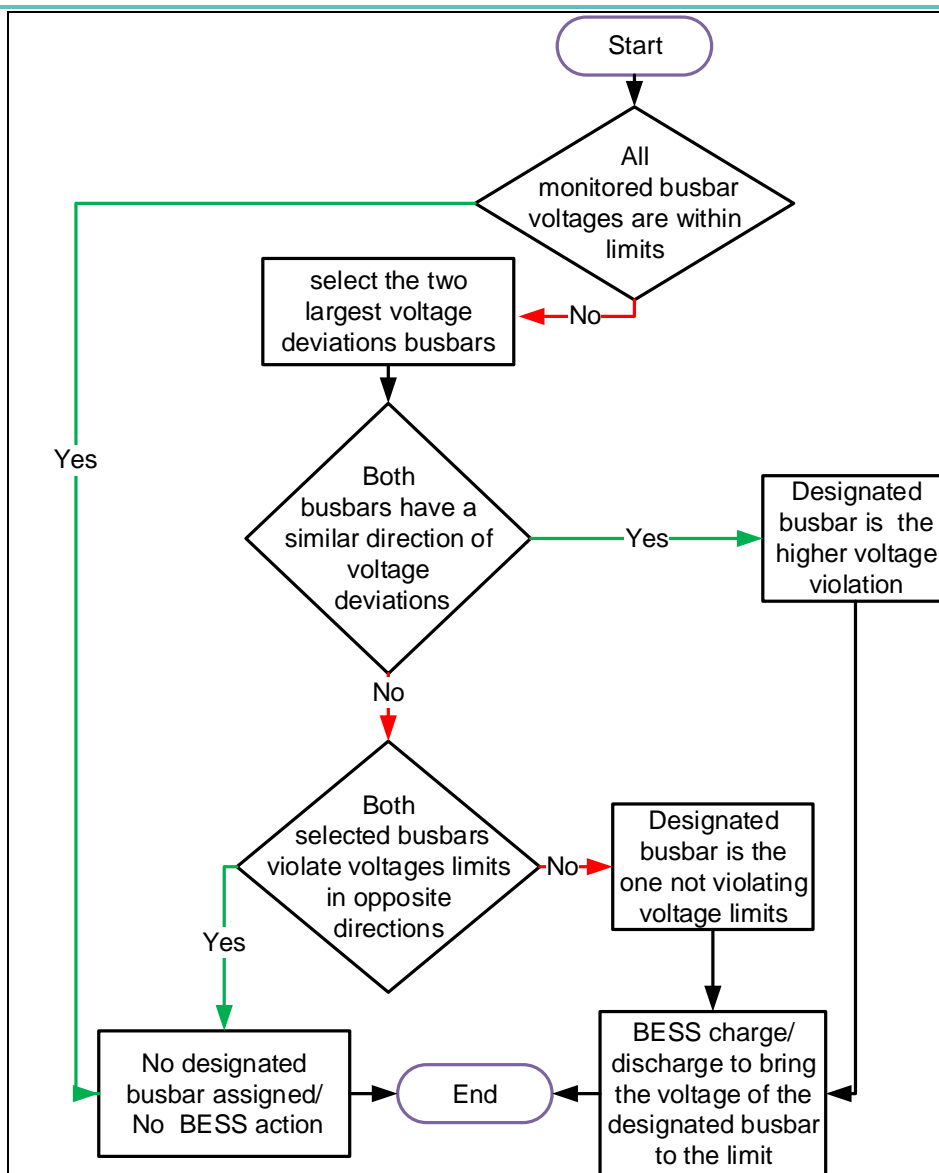 Start
All
monitored busbar
voltages are within
limits
select the two
largest voltage
deviations busbars
No
Yes
Both
busbars have a
similar direction of
voltage
deviations
Yes
Designated
busbar is the
higher voltage
violation
No
Both
selected busbars
violate voltages limits
in opposite
directions
No
Designated
busbar is the
one not violating
voltage limits
Yes
No designated
busbar assigned/
No BESS action
End
BESS charge/
discharge to bring
the voltage of the
designated busbar
to the limit